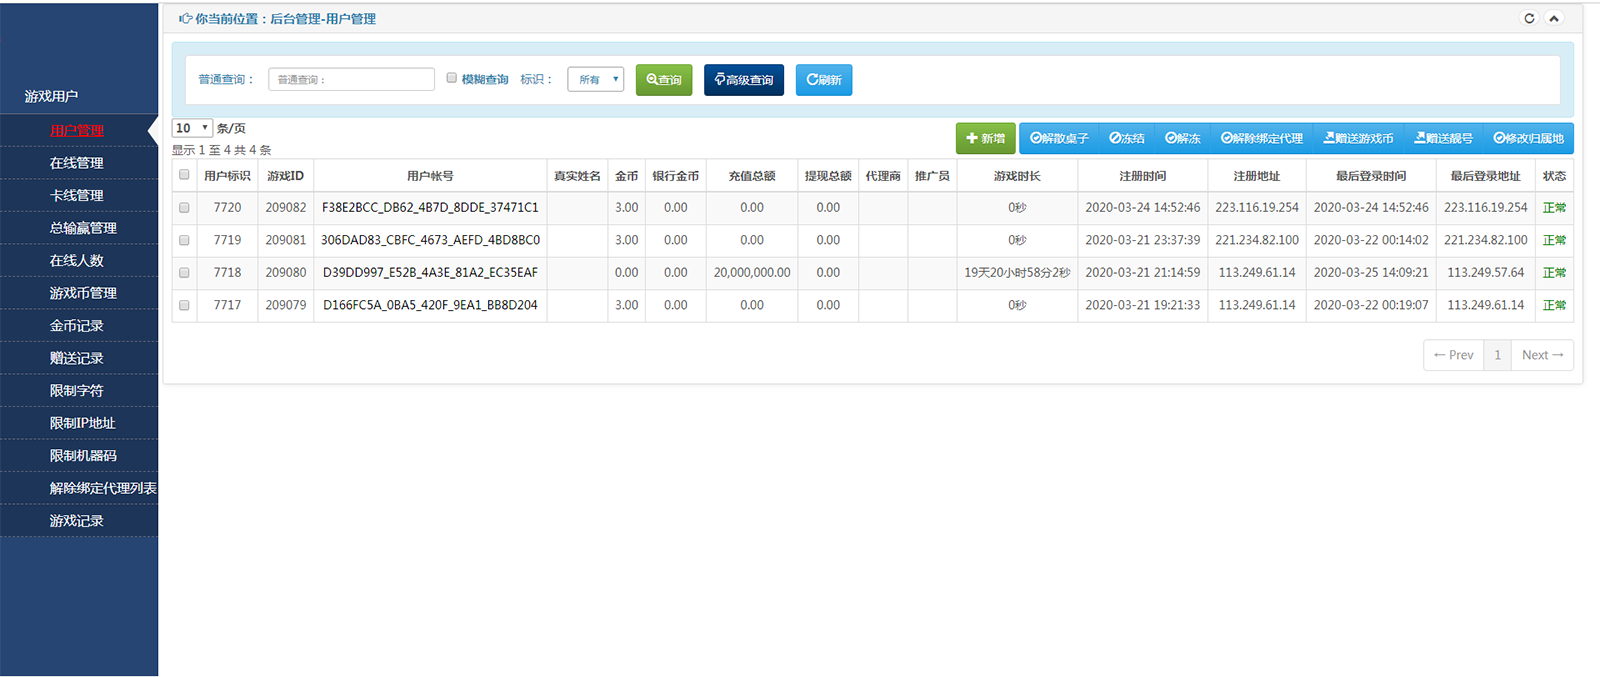 你当前位置：后台管理-用户管理
游戏用户
用户管理
在线管理
卡线管理
总输赢管理
在线人数
游戏币管理
金币记录
赠送记录
限制字符
限制IP地址
限制机器码
解除绑定代理列表
游戏记录
普通查询： 普通查询： 模糊查询 标识： 所有 查询 高级查询 刷新
10 条/页
显示 1 至 4 共 4 条
新增 解散桌子 冻结 解冻 解除绑定代理 赠送游戏币 赠送靓号 修改归属地
用户标识 游戏ID 用户帐号 真实姓名 金币 银行金币 充值总额 提现总额 代理商 推广员 游戏时长 注册时间 注册地址 最后登录时间 最后登录地址 状态
7720 209082 F38E2BCC_DB62_4B7D_8DDE_37471C1 3.00 0.00 0.00 0.00 0秒 2020-03-24 14:52:46 223.116.19.254 2020-03-24 14:52:46 223.116.19.254 正常
7719 209081 306DAD83_CBFC_4673_AEFD_4BD8BC0 3.00 0.00 0.00 0.00 0秒 2020-03-21 23:37:39 221.234.82.100 2020-03-22 00:14:02 221.234.82.100 正常
7718 209080 D39DD997_E52B_4A3E_81A2_EC35EAF 0.00 0.00 20,000,000.00 0.00 19天20小时58分2秒 2020-03-21 21:14:59 113.249.61.14 2020-03-25 14:09:21 113.249.57.64 正常
7717 209079 D166FC5A_0BA5_420F_9EA1_BB8D204 3.00 0.00 0.00 0.00 0秒 2020-03-21 19:21:33 113.249.61.14 2020-03-22 00:19:07 113.249.61.14 正常
← Prev 1 Next →